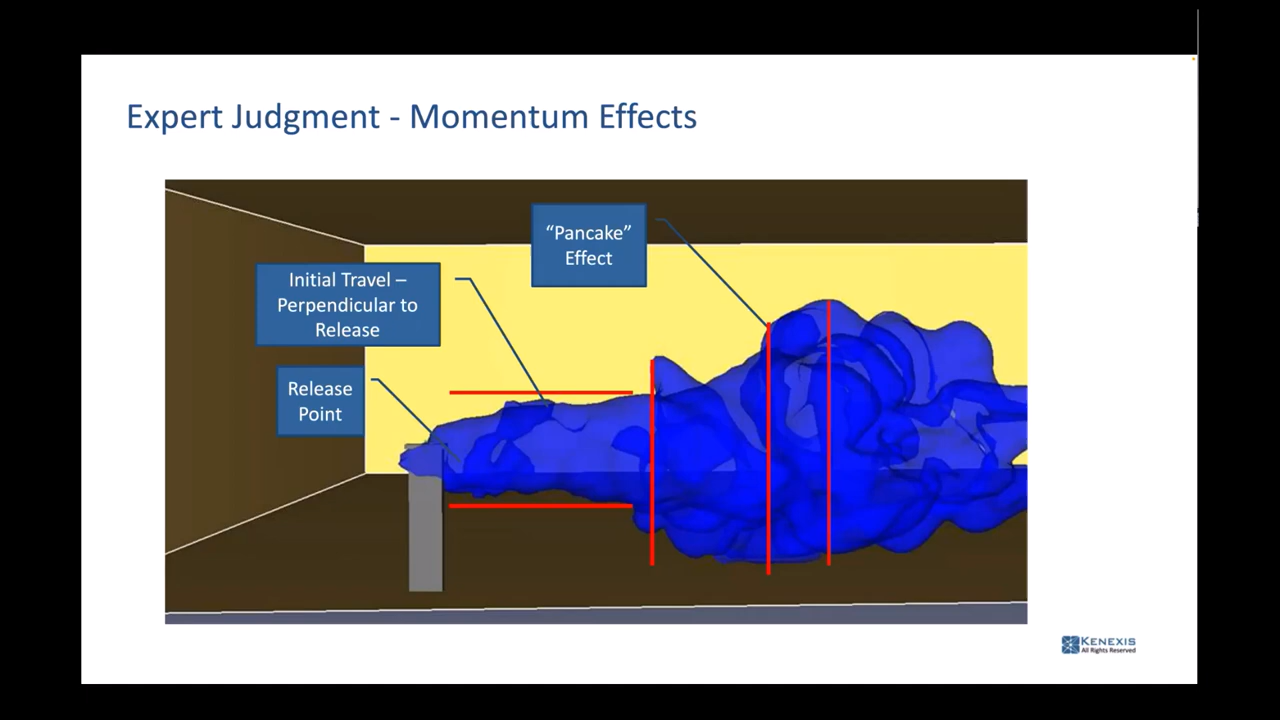 Expert Judgment - Momentum Effects
“Pancake”
Effect
Initial Travel –
Perpendicular to
Release
Release
Point
KENEXIS
All Rights Reserved